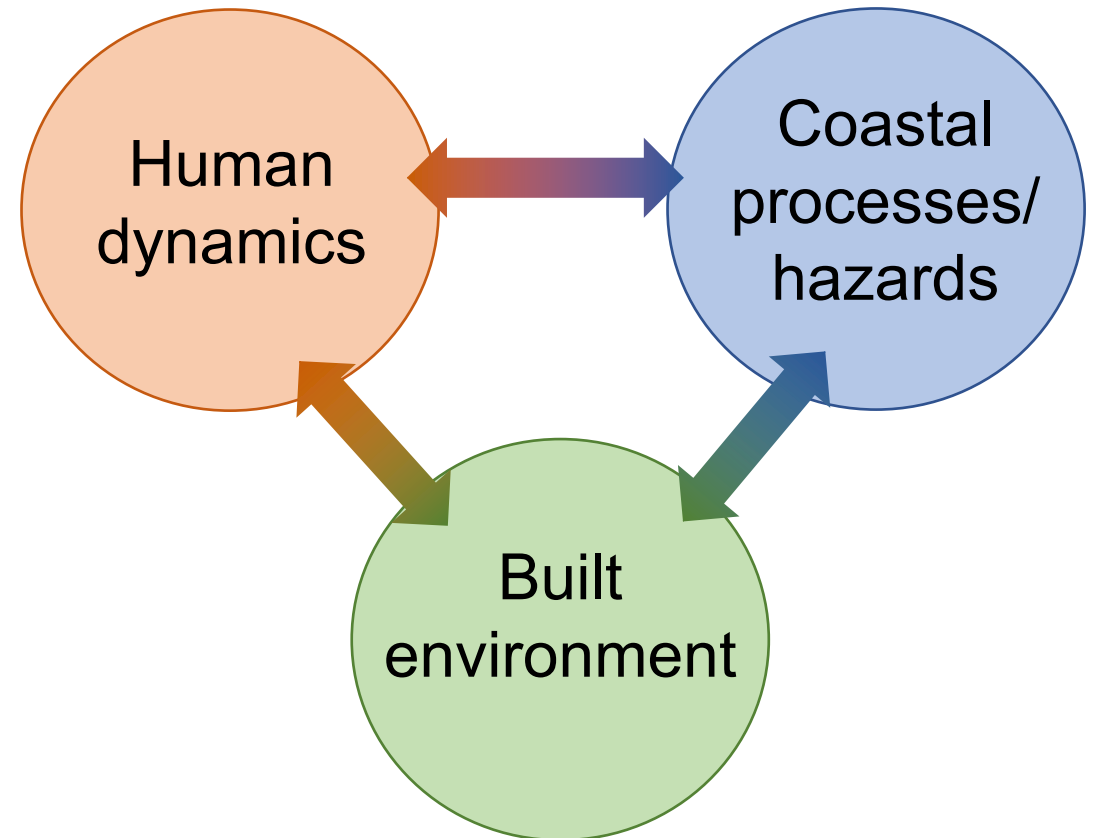 Human
dynamics
Coastal
processes/
hazards
Built
environment